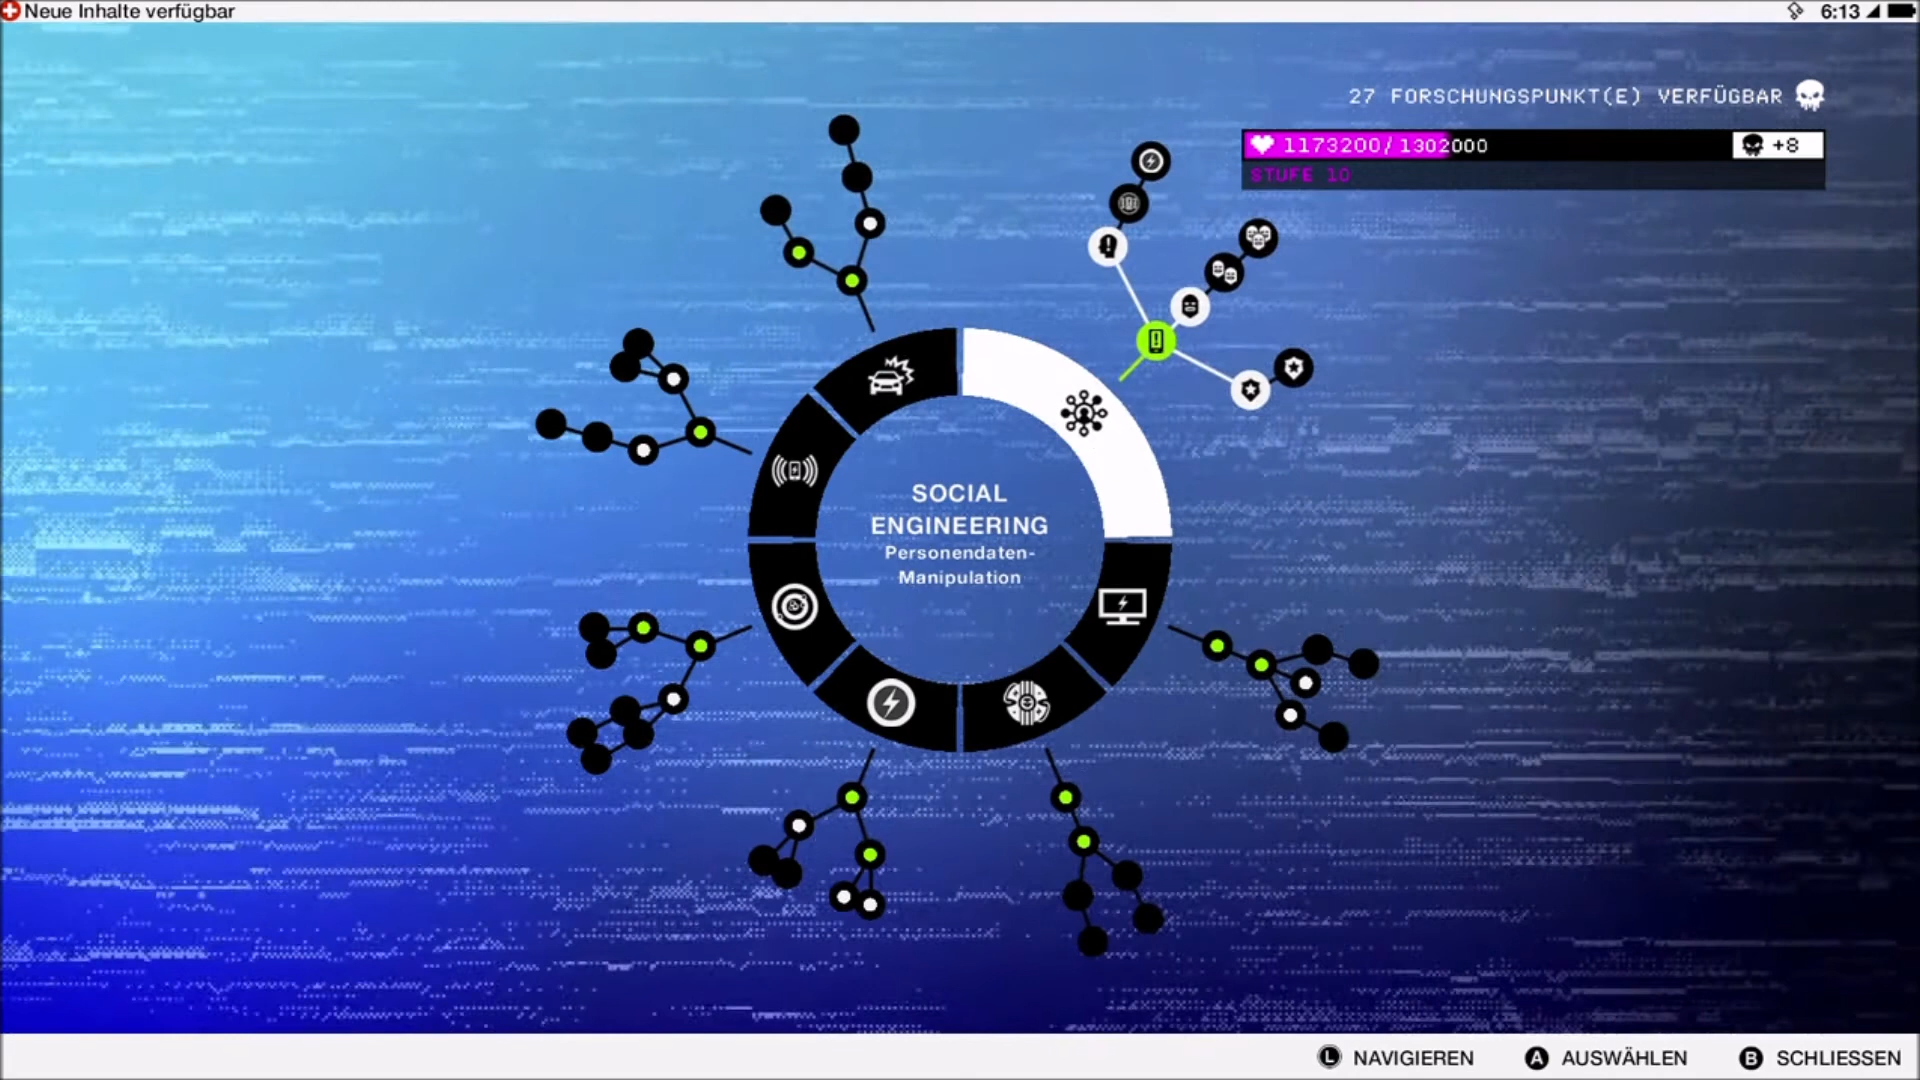 Neue Inhalte verfügbar
6:13
27 FORSCHUNGSPUNKT(E) VERFÜGBAR
1173200/1302000
+8
STUFE 10
SOCIAL
ENGINEERING
Personendaten-
Manipulation
L NAVIGIEREN
A AUSWÄHLEN
B SCHLIESSEN